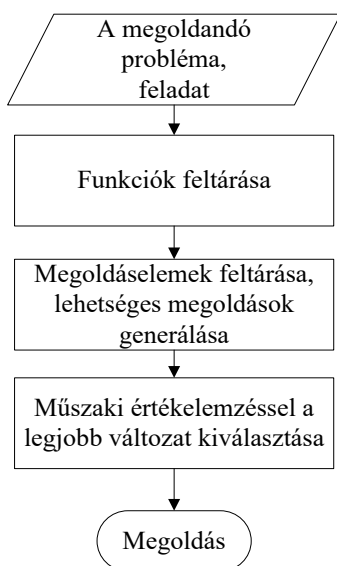 A megoldandó
probléma,
feladat
Funkciók feltárása
Megoldáselemek feltárása,
lehetséges megoldások
generálása
Műszaki értékelemzéssel a
legjobb változat kiválasztása
Megoldás